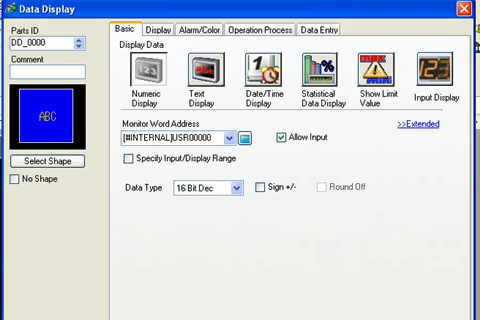 Data Display
Parts ID
DD_0000
Comment
ABC
Select Shape
No Shape
Basic
Display
Alarm/Color
Operation Process
Data Entry
Display Data
Numeric
Display
Text
Display
Date/Time
Display
Statistical
Data Display
Show Limit
Value
Input Display
Monitor Word Address
[#INTERNAL]USR00000
Allow Input
>>Extended
Specify Input/Display Range
Data Type
16 Bit Dec
Sign +/-
Round Off